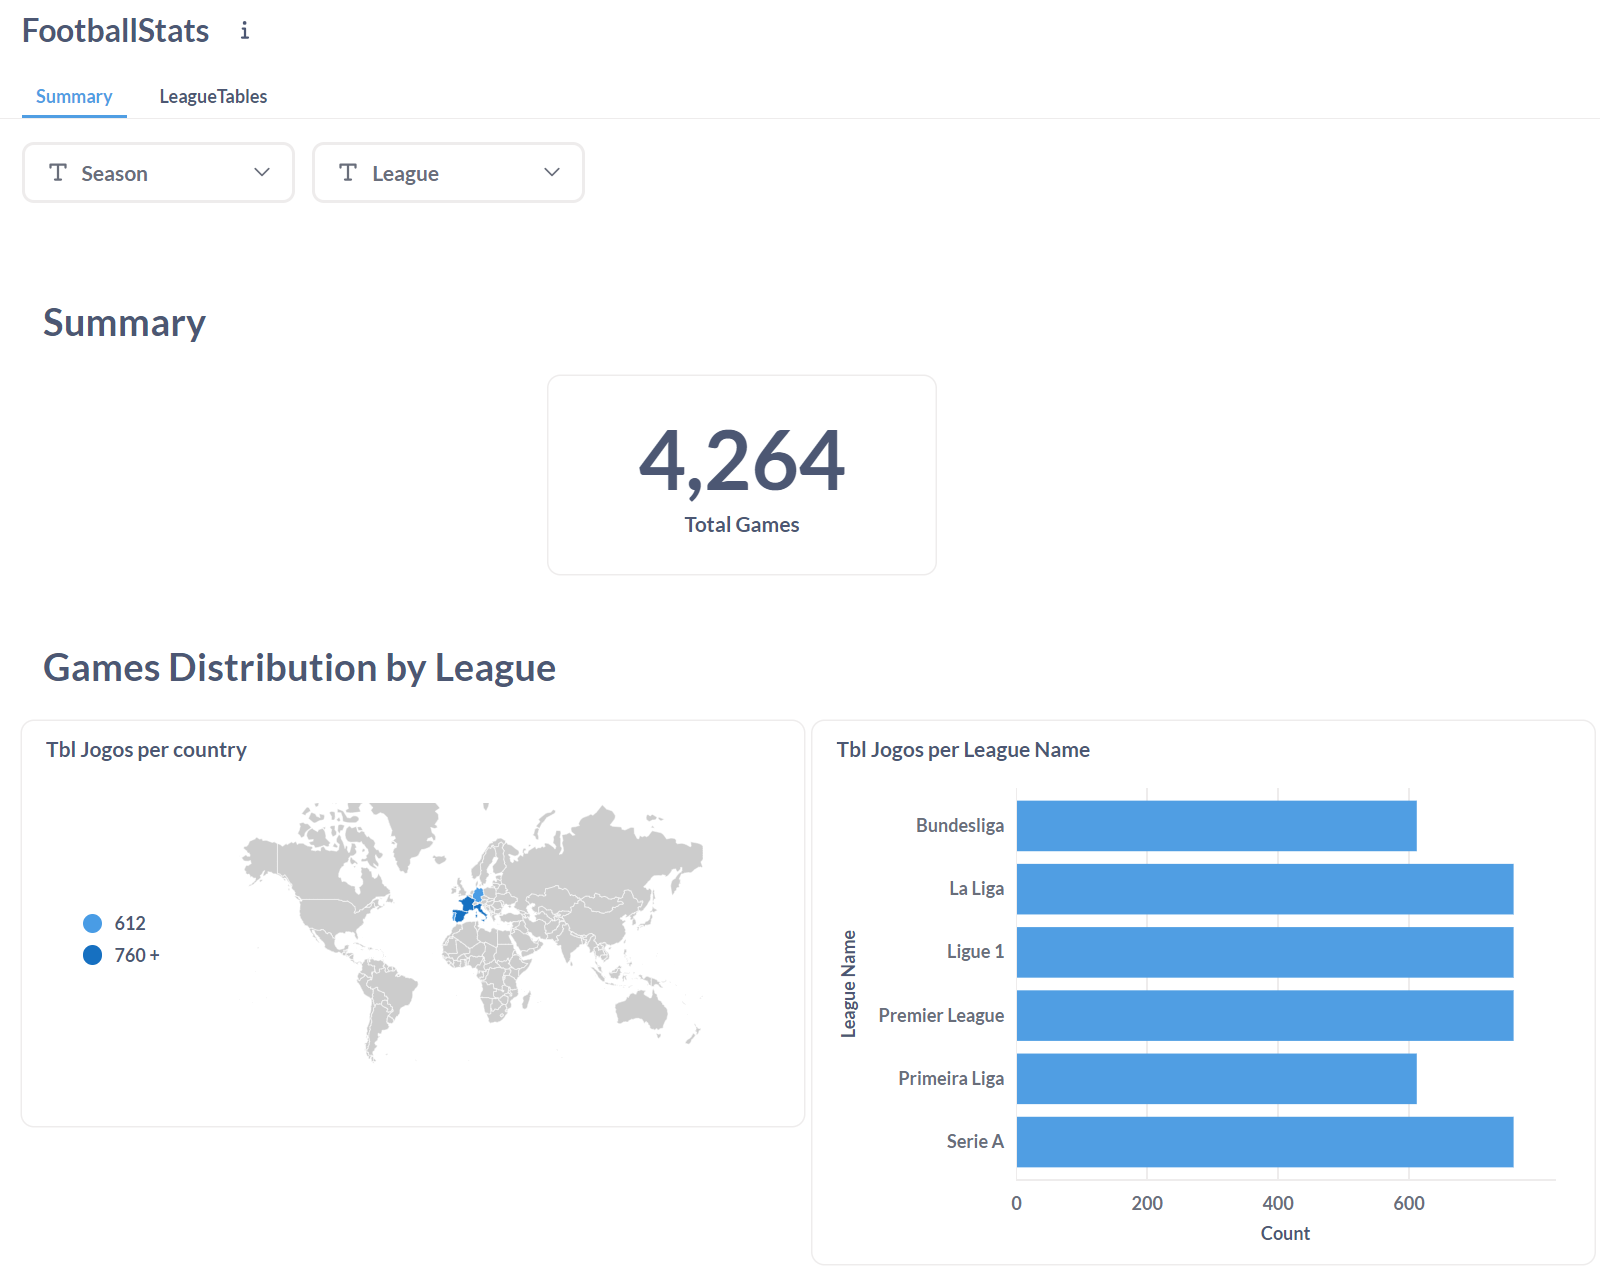 FootballStats
Summary
LeagueTables
Season
League
Summary
4,264
Total Games
Games Distribution by League
Tbl Jogos per country
612
760 +
Tbl Jogos per League Name
League Name
Bundesliga
La Liga
Ligue 1
Premier League
Primeira Liga
Serie A
0 200 400 600
Count